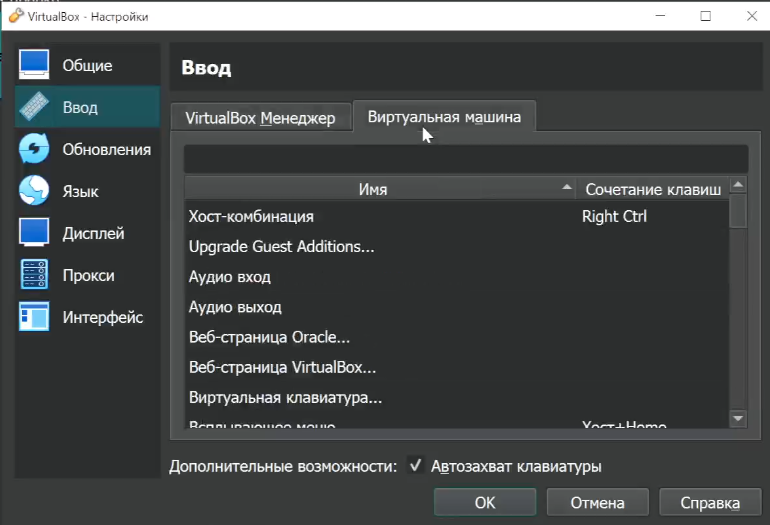 VirtualBox - Настройки
Общие
Ввод
Обновления
Язык
Дисплей
Прокси
Интерфейс
Ввод
VirtualBox Менеджер
Виртуальная машина
Имя
Сочетание клавиш
Хост-комбинация
Right Ctrl
Upgrade Guest Additions...
Аудио вход
Аудио выход
Веб-страница Oracle...
Веб-страница VirtualBox...
Виртуальная клавиатура...
Всплывающее меню
Хост+Home
Дополнительные возможности:
Автозахват клавиатуры
OK
Отмена
Справка